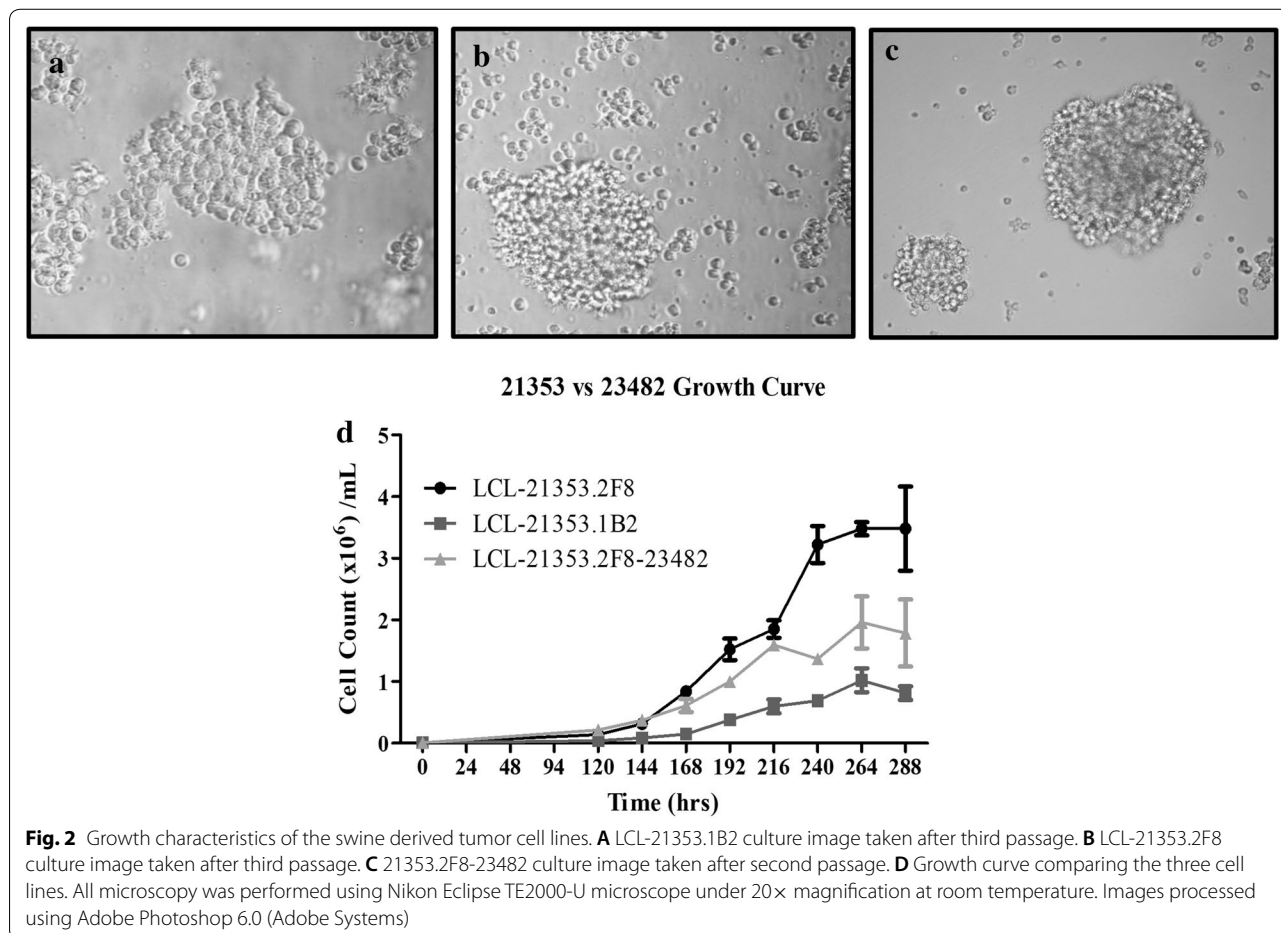 a
b
c
21353 vs 23482 Growth Curve
d
5
4
3
2
1
0
Cell Count (x10⁶) /mL
LCL-21353.2F8
LCL-21353.1B2
LCL-21353.2F8-23482
0 24 48 94 120 144 168 192 216 240 264 288
Time (hrs)
Fig. 2 Growth characteristics of the swine derived tumor cell lines. A LCL-21353.1B2 culture image taken after third passage. B LCL-21353.2F8
culture image taken after third passage. C 21353.2F8-23482 culture image taken after second passage. D Growth curve comparing the three cell
lines. All microscopy was performed using Nikon Eclipse TE2000-U microscope under 20× magnification at room temperature. Images processed
using Adobe Photoshop 6.0 (Adobe Systems)